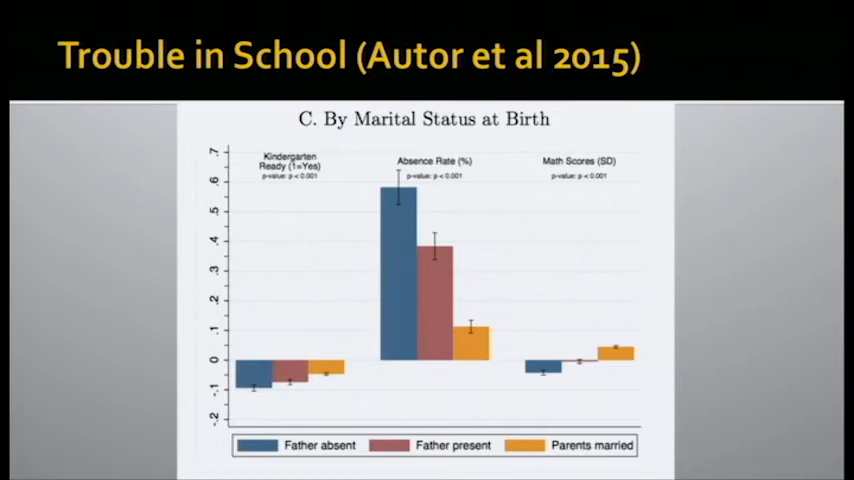 Trouble in School (Autor et al 2015)
C. By Marital Status at Birth
Kindergarten
Ready (1=Yes)
p-value: p < 0.001
Absence Rate (%)
p-value: p < 0.001
Math Scores (SD)
p-value: p < 0.001
.7
.6
.5
.4
.3
.2
.1
0
-.1
-.2
Father absent
Father present
Parents married